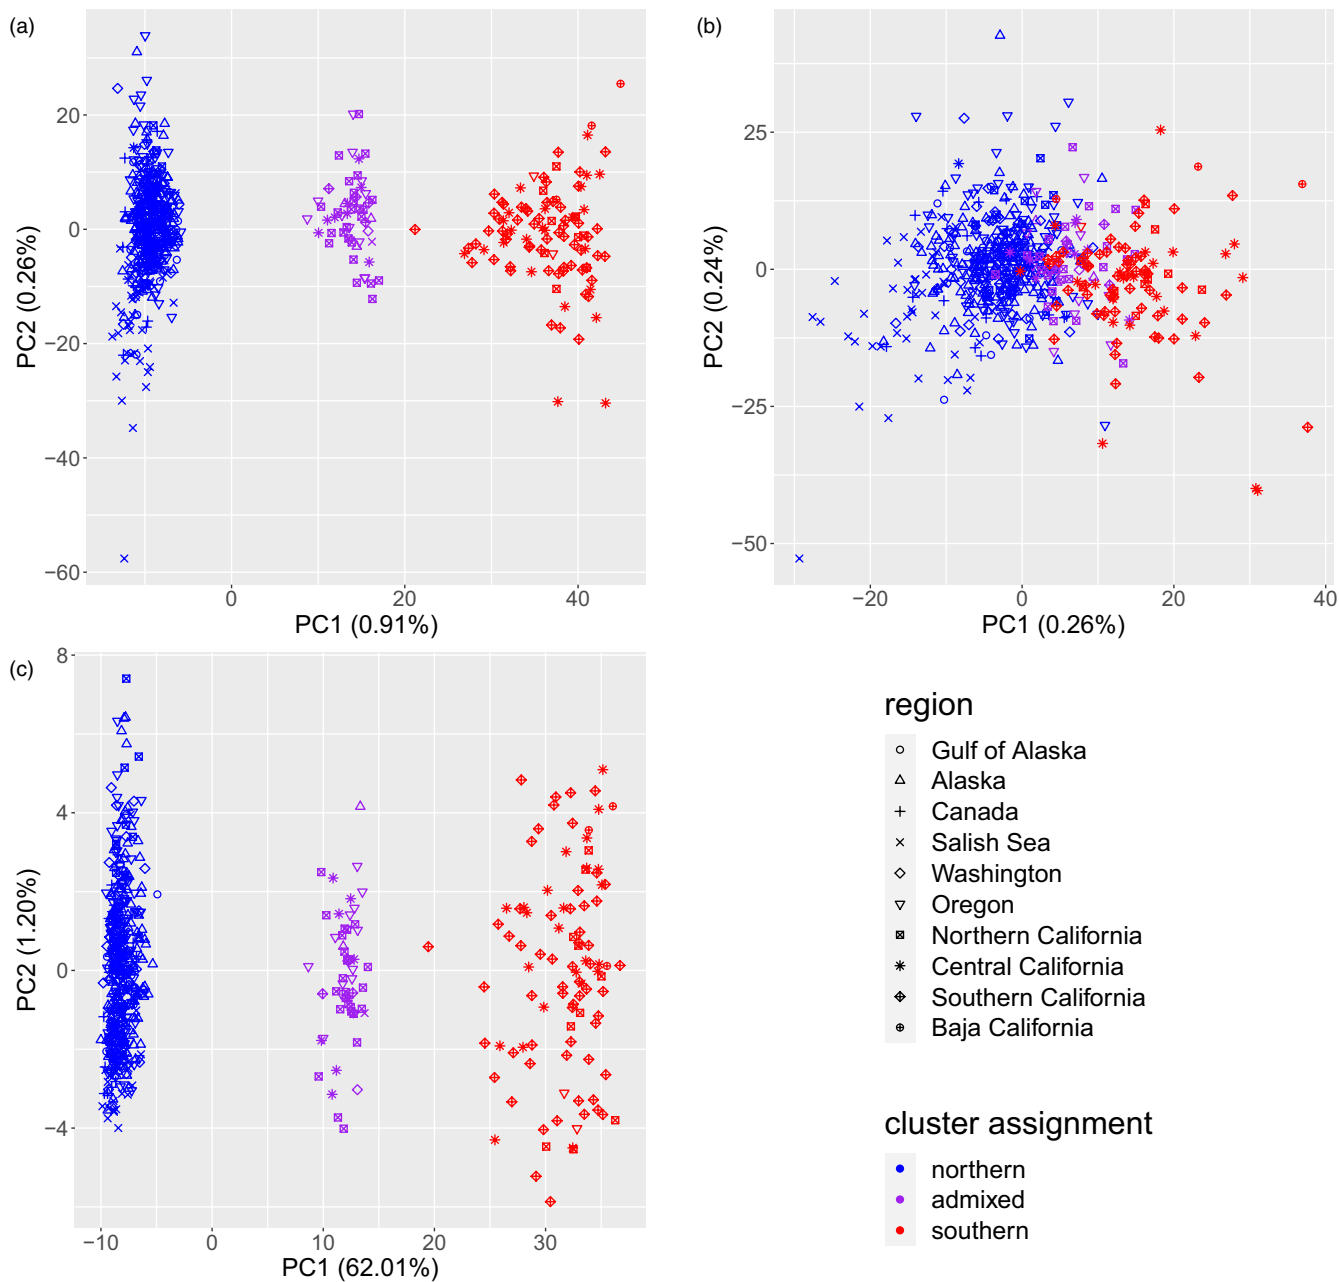 (a)
20
0
−20
−40
−60
PC2 (0.26%)
0
20
40
PC1 (0.91%)
(b)
25
0
−25
−50
PC2 (0.24%)
−20
0
20
40
PC1 (0.26%)
(c)
8
4
0
−4
PC2 (1.20%)
−10
0
10
20
30
PC1 (62.01%)
region
Gulf of Alaska
Alaska
Canada
Salish Sea
Washington
Oregon
Northern California
Central California
Southern California
Baja California
cluster assignment
northern
admixed
southern